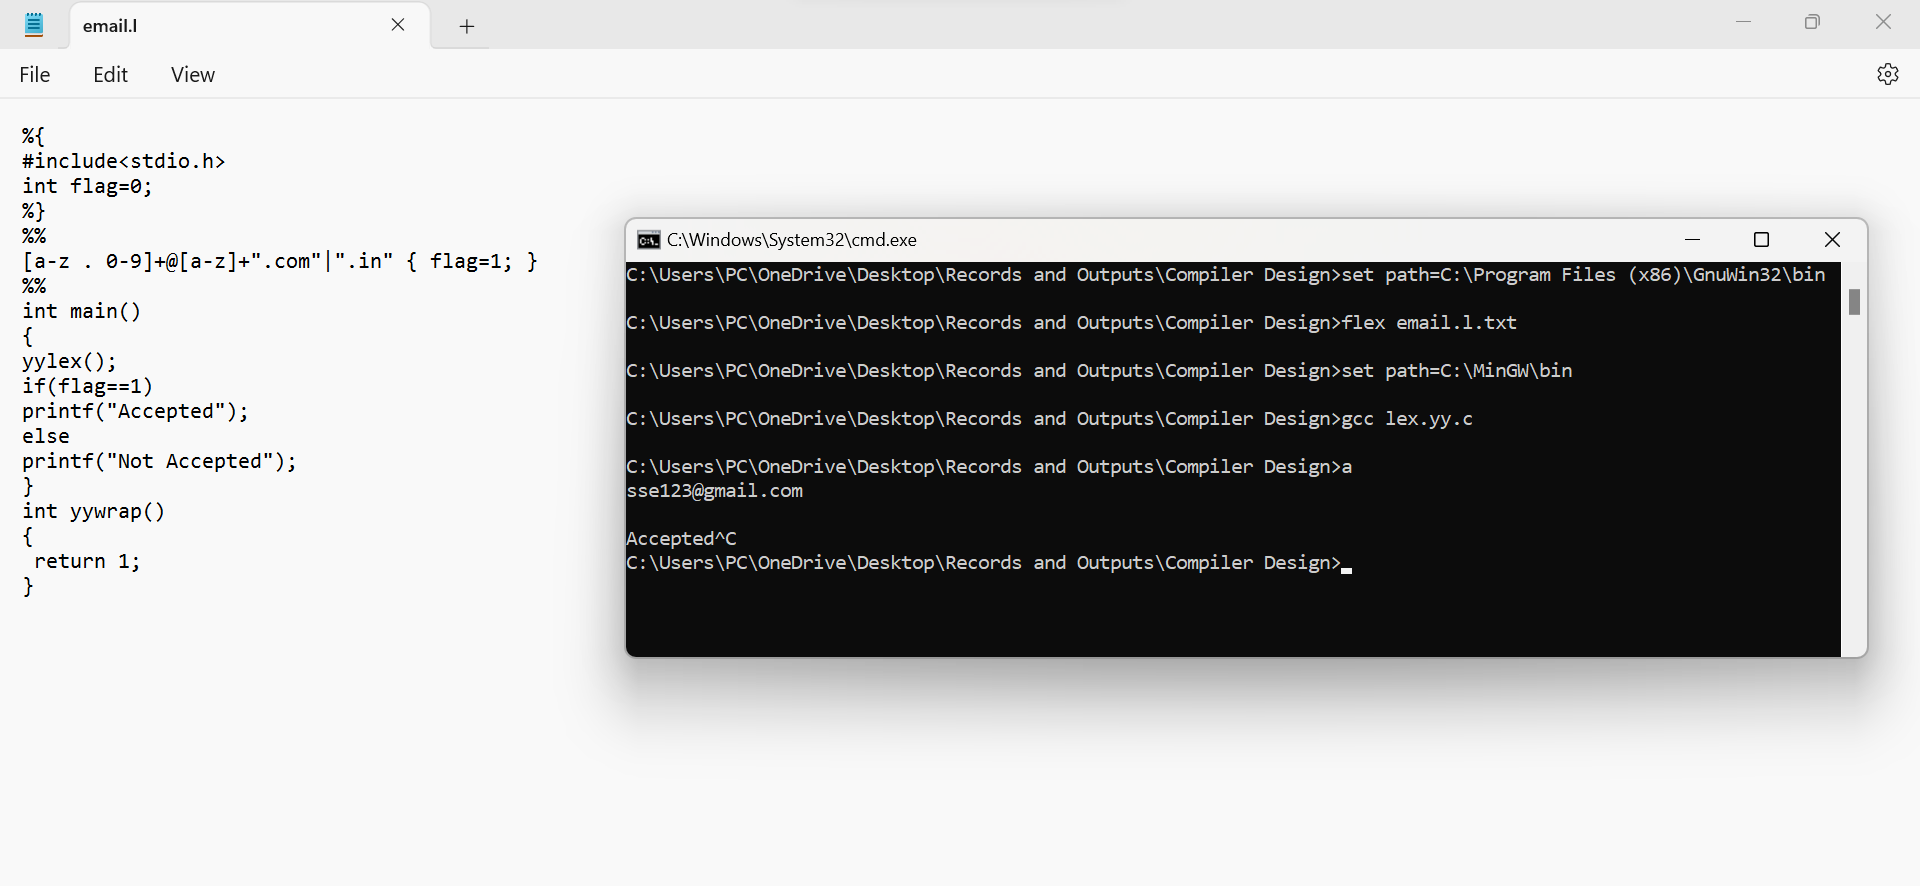 email.l
File Edit View
%{
#include<stdio.h>
int flag=0;
%}
%%
[a-z . 0-9]+@[a-z]+".com"|".in" { flag=1; }
%%
int main()
{
yylex();
if(flag==1)
printf("Accepted");
else
printf("Not Accepted");
}
int yywrap()
{
 return 1;
}
C:\Windows\System32\cmd.exe
C:\Users\PC\OneDrive\Desktop\Records and Outputs\Compiler Design>set path=C:\Program Files (x86)\GnuWin32\bin
C:\Users\PC\OneDrive\Desktop\Records and Outputs\Compiler Design>flex email.l.txt
C:\Users\PC\OneDrive\Desktop\Records and Outputs\Compiler Design>set path=C:\MinGW\bin
C:\Users\PC\OneDrive\Desktop\Records and Outputs\Compiler Design>gcc lex.yy.c
C:\Users\PC\OneDrive\Desktop\Records and Outputs\Compiler Design>a
sse123@gmail.com
Accepted^C
C:\Users\PC\OneDrive\Desktop\Records and Outputs\Compiler Design>